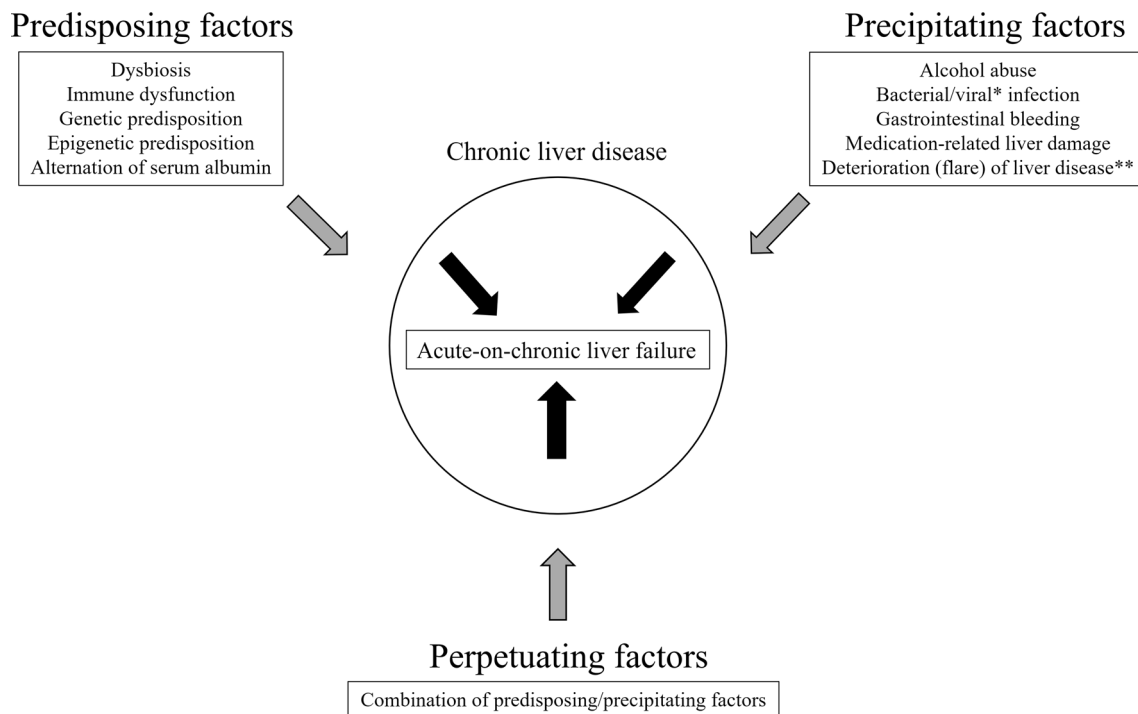 Predisposing factors
Dysbiosis
Immune dysfunction
Genetic predisposition
Epigenetic predisposition
Alternation of serum albumin
Precipitating factors
Alcohol abuse
Bacterial/viral* infection
Gastrointestinal bleeding
Medication-related liver damage
Deterioration (flare) of liver disease**
Chronic liver disease
Acute-on-chronic liver failure
Perpetuating factors
Combination of predisposing/precipitating factors